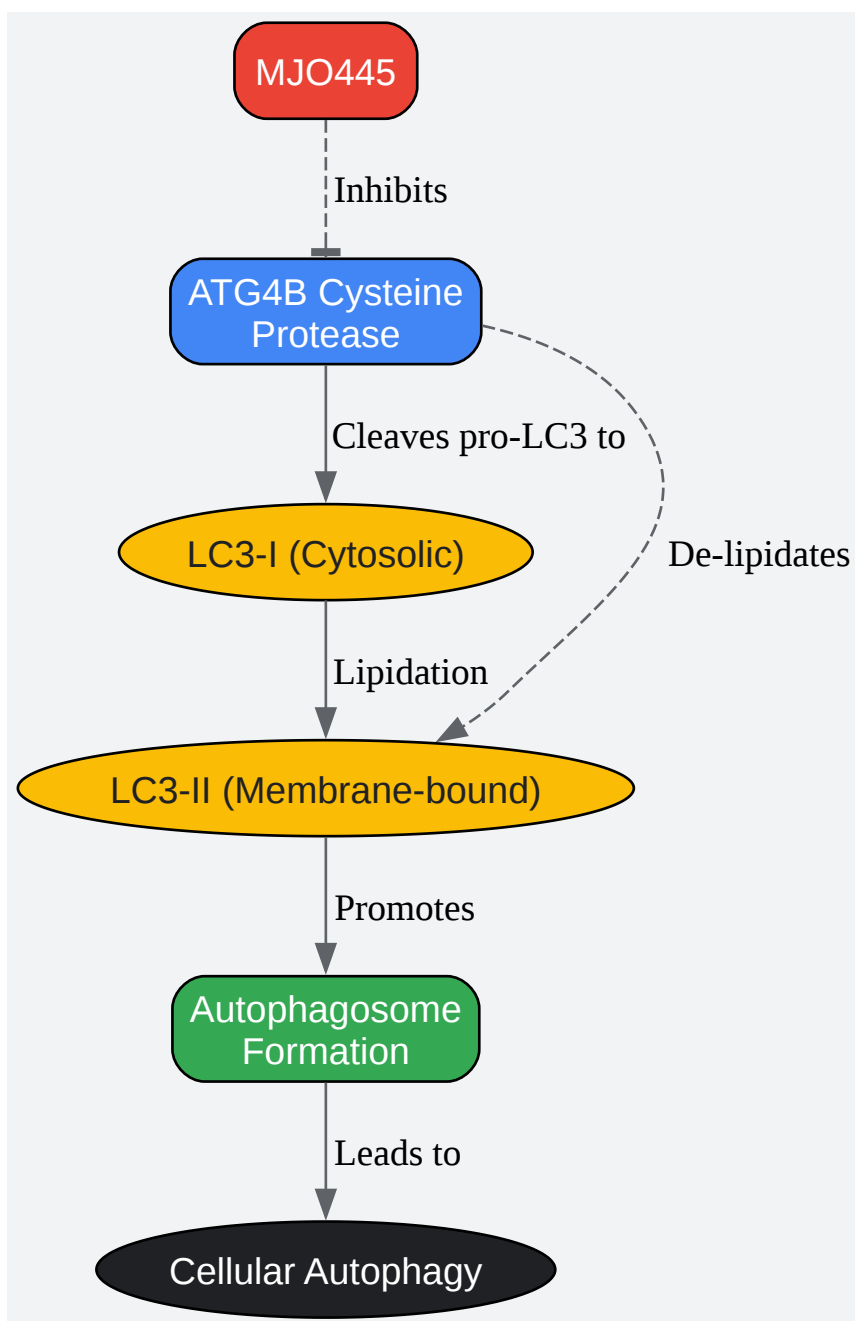 MJO445
Inhibits
ATG4B Cysteine
Protease
Cleaves pro-LC3 to
LC3-I (Cytosolic)
De-lipidates
Lipidation
LC3-II (Membrane-bound)
Promotes
Autophagosome
Formation
Leads to
Cellular Autophagy